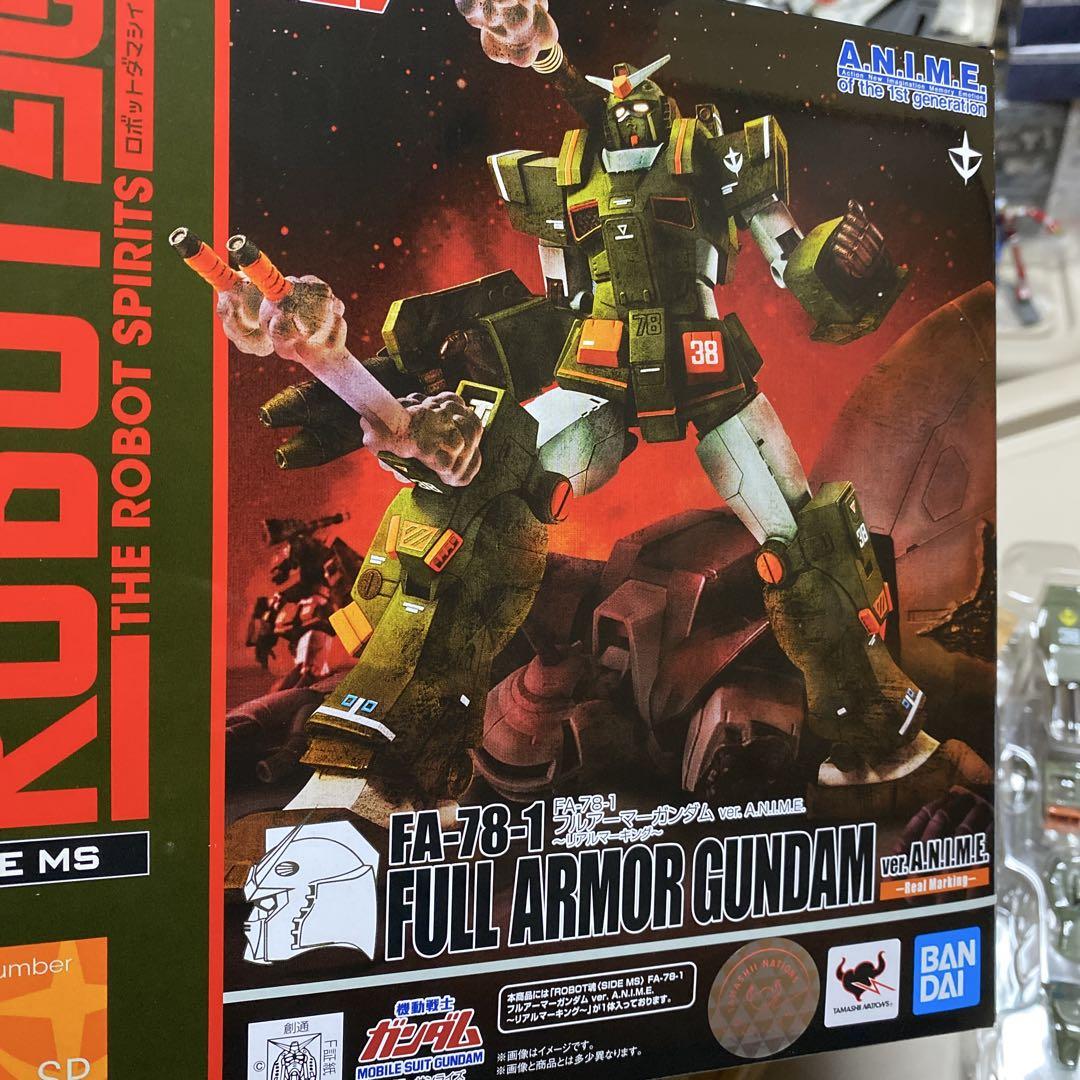 THE ROBOT SPIRITS
ロボットダマシイ
A.N.I.M.E.
Action New Imagination Memory Emotion
of the 1st generation
78
38
38
FA-78-1
FA-78-1
フルアーマーガンダム ver. A.N.I.M.E.
~リアルマーキング~
FULL ARMOR GUNDAM
ver. A.N.I.M.E.
—Real Marking—
E MS
umber
SP
創通
F証紙
©
機動戦士
ガンダム
MOBILE SUIT GUNDAM
本商品には「ROBOT魂〈SIDE MS〉 FA-78-1
フルアーマーガンダム ver. A.N.I.M.E.
~リアルマーキング~」が1体入っております。
※画像はイメージです。
※画像と商品とは多少異なります。
TAMASHII NATIONS
BAN
DAI